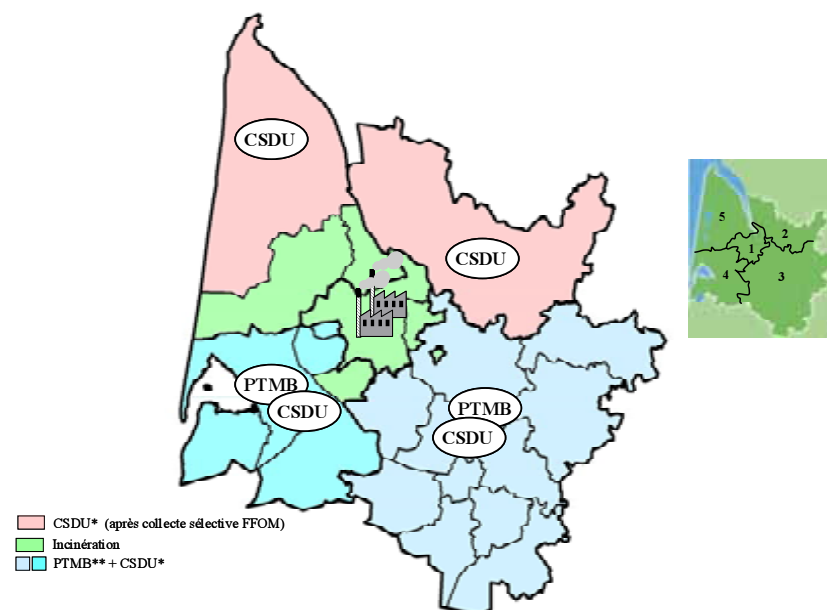 CSDU
CSDU
5
2
1
4
3
PTMB
CSDU
PTMB
CSDU
CSDU* (après collecte sélective FFOM)
Incinération
PTMB** + CSDU*